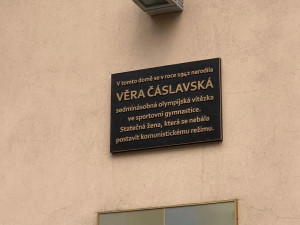 V tomto domě se v roce 1942 narodila
VĚRA ČÁSLAVSKÁ
sedminásobná olympijská vítězka
ve sportovní gymnastice.
Statečná žena, která se nebála
postavit komunistickému režimu.